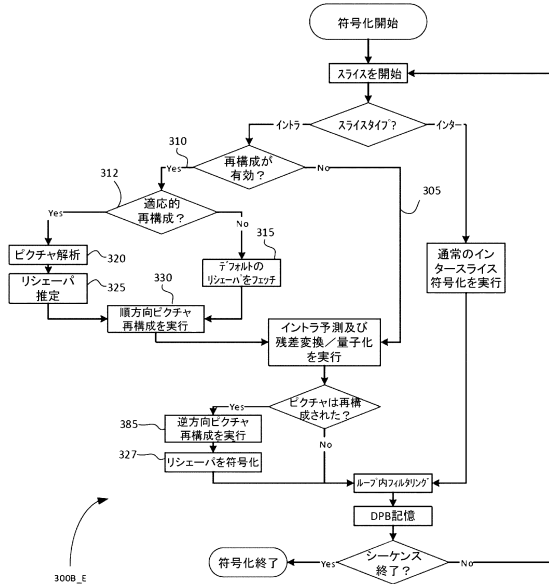 符号化開始
スライスを開始
イントラ
スライスタイプ?
インター
310
Yes
再構成が
有効?
No
312
305
Yes
適応的
再構成?
No
315
ピクチャ解析
320
デフォルトの
リシェーパをフェッチ
通常のイン
タースライス
符号化を実行
リシェーパ
推定
325
330
順方向ピクチャ
再構成を実行
イントラ予測及び
残差変換/量子化
を実行
Yes
ピクチャは再構
成された?
385
逆方向ピクチャ
再構成を実行
No
327
リシェーパを符号化
ループ内フィルタリング
DPB記憶
300B_E
符号化終了
Yes
シーケンス
終了?
No